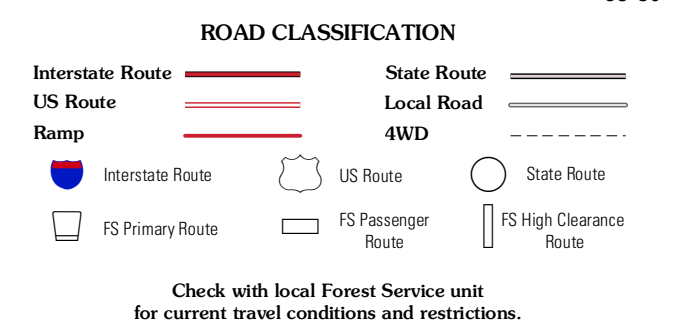 ROAD CLASSIFICATION
Interstate Route State Route
US Route Local Road
Ramp 4WD
Interstate Route US Route State Route
FS Primary Route FS Passenger Route FS High Clearance Route
Check with local Forest Service unit
for current travel conditions and restrictions.